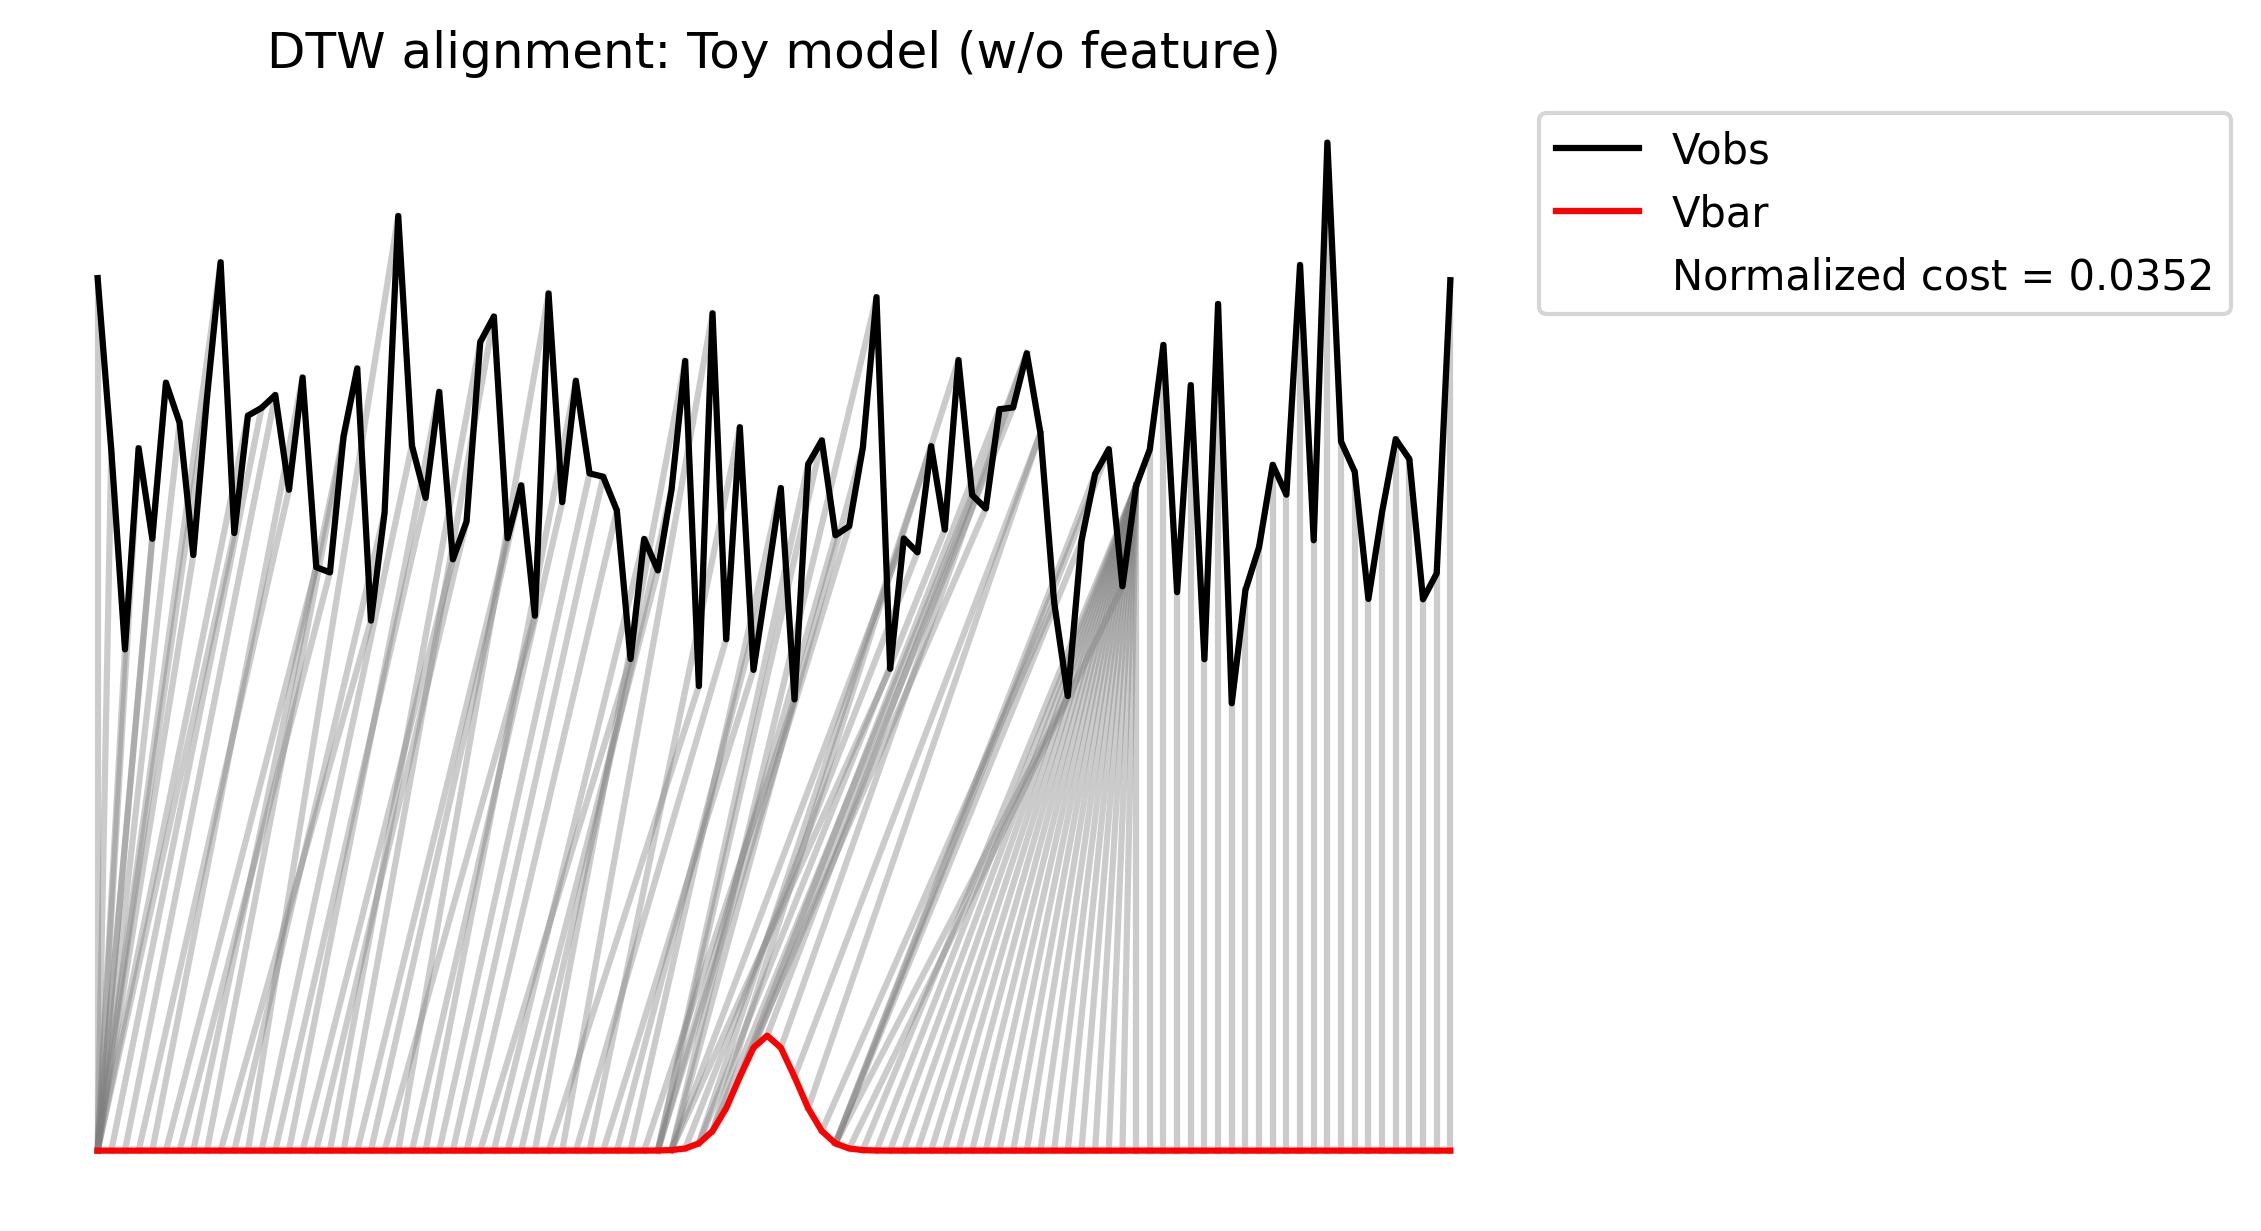 DTW alignment: Toy model (w/o feature)
Vobs
Vbar
Normalized cost = 0.0352